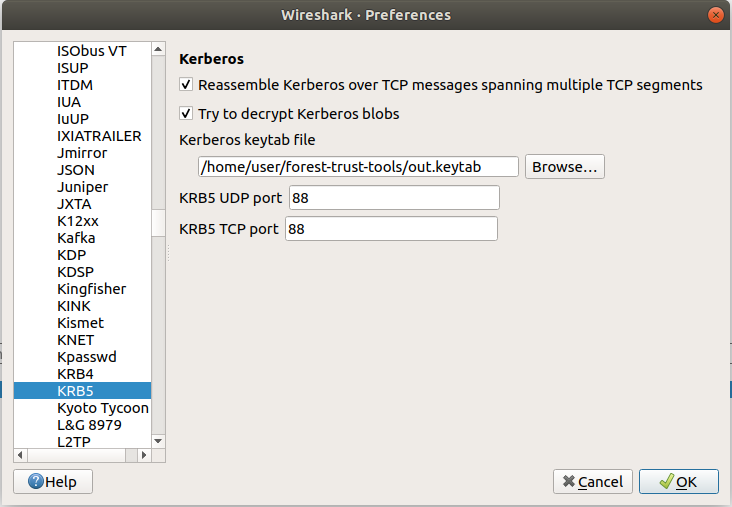 Wireshark · Preferences
ISObus VT
ISUP
ITDM
IUA
IuUP
IXIATRAILER
Jmirror
JSON
Juniper
JXTA
K12xx
Kafka
KDP
KDSP
Kingfisher
KINK
Kismet
KNET
Kpasswd
KRB4
KRB5
Kyoto Tycoon
L&G 8979
L2TP
Kerberos
Reassemble Kerberos over TCP messages spanning multiple TCP segments
Try to decrypt Kerberos blobs
Kerberos keytab file
/home/user/forest-trust-tools/out.keytab Browse...
KRB5 UDP port 88
KRB5 TCP port 88
Help Cancel OK